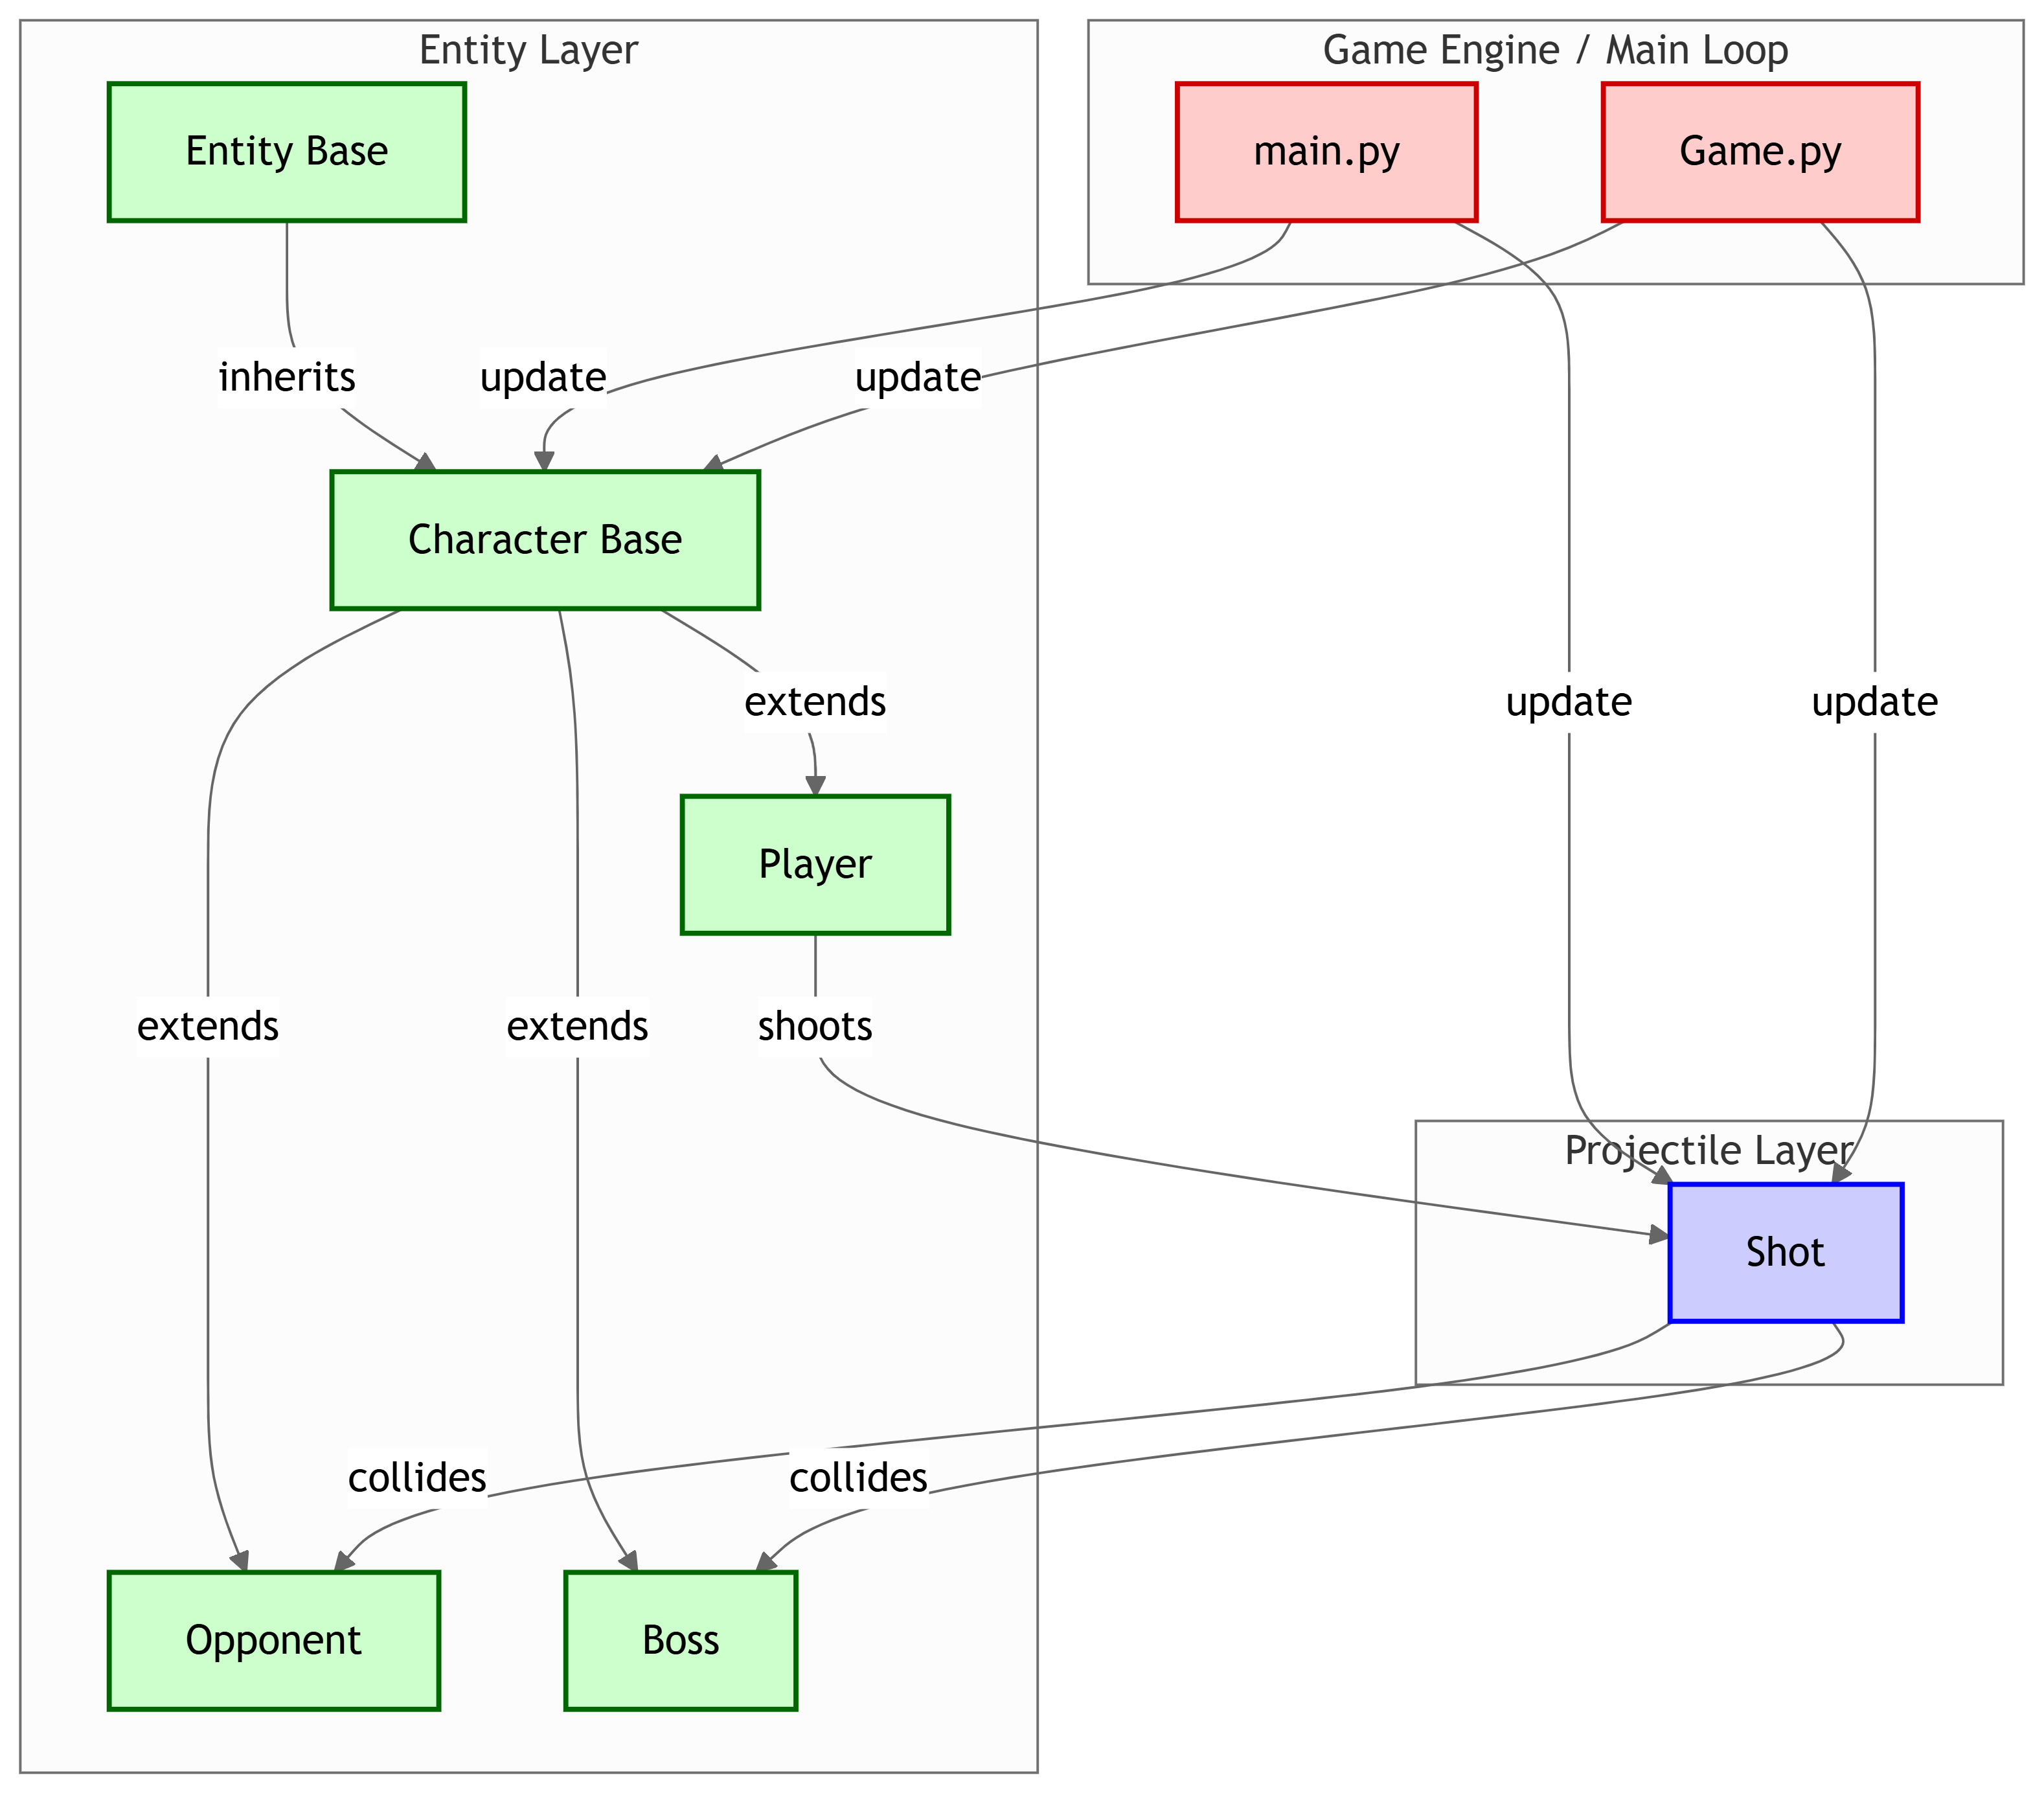 Entity Layer
Game Engine / Main Loop
Entity Base
main.py
Game.py
inherits
update
update
Character Base
extends
update
update
Player
extends
extends
shoots
Projectile Layer
Shot
collides
collides
Opponent
Boss